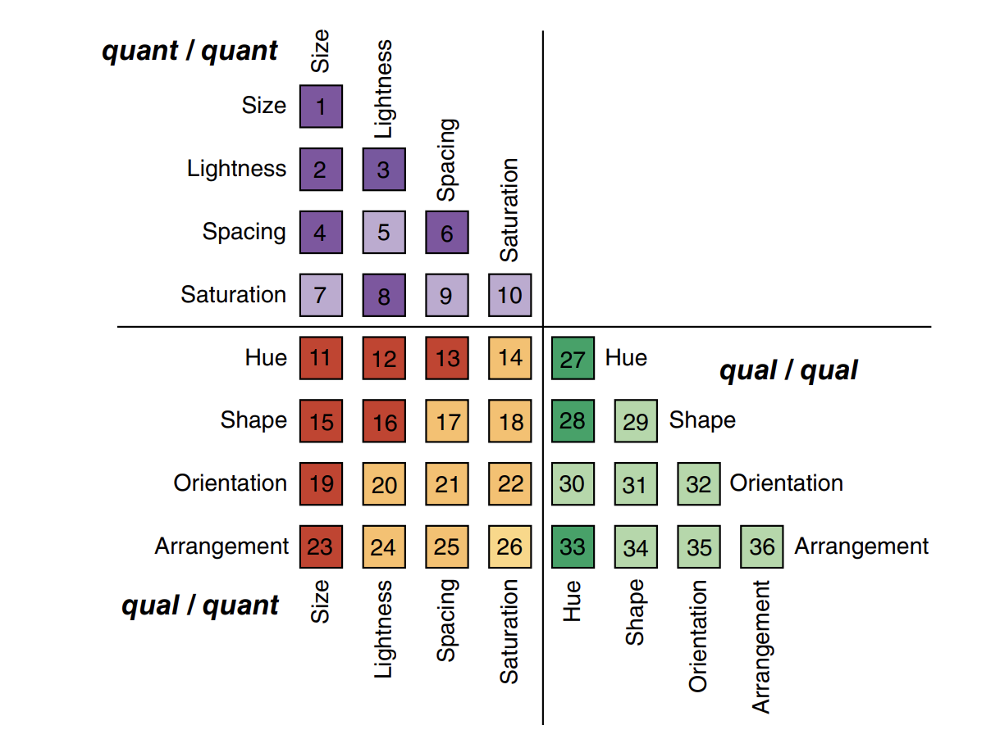 quant / quant
Size
Lightness
Spacing
Saturation
Size 1
Lightness 2 3
Spacing 4 5 6
Saturation 7 8 9 10
Hue 11 12 13 14 27 Hue
qual / qual
Shape 15 16 17 18 28 29 Shape
Orientation 19 20 21 22 30 31 32 Orientation
Arrangement 23 24 25 26 33 34 35 36 Arrangement
qual / quant
Size
Lightness
Spacing
Saturation
Hue
Shape
Orientation
Arrangement